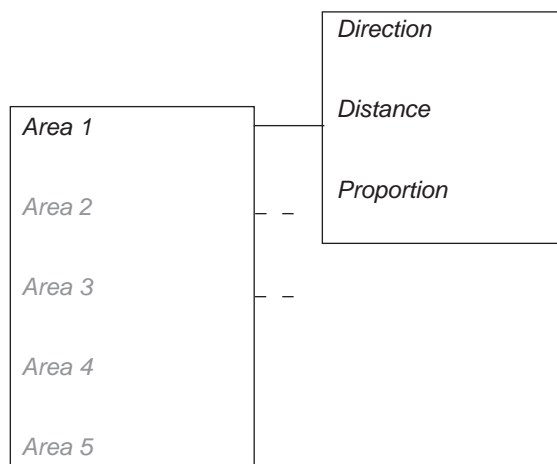 Direction
Distance
Proportion
Area 1
Area 2
Area 3
Area 4
Area 5